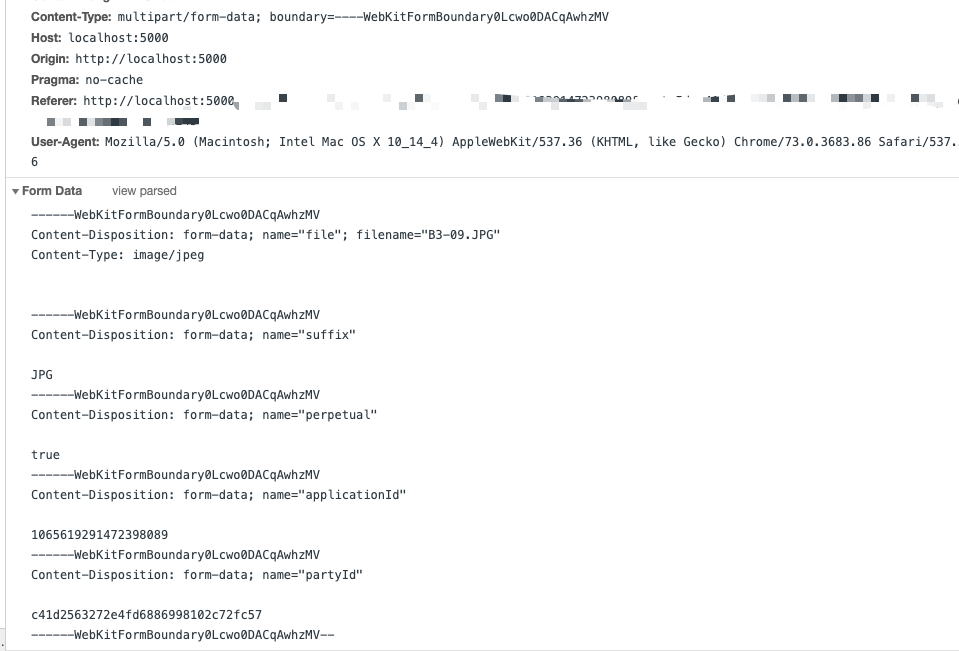 Content-Type: multipart/form-data; boundary=----WebKitFormBoundary0Lcwo0DACqAwhzMV
Host: localhost:5000
Origin: http://localhost:5000
Pragma: no-cache
Referer: http://localhost:5000
User-Agent: Mozilla/5.0 (Macintosh; Intel Mac OS X 10_14_4) AppleWebKit/537.36 (KHTML, like Gecko) Chrome/73.0.3683.86 Safari/537.
6
Form Data view parsed
------WebKitFormBoundary0Lcwo0DACqAwhzMV
Content-Disposition: form-data; name="file"; filename="B3-09.JPG"
Content-Type: image/jpeg
------WebKitFormBoundary0Lcwo0DACqAwhzMV
Content-Disposition: form-data; name="suffix"
JPG
------WebKitFormBoundary0Lcwo0DACqAwhzMV
Content-Disposition: form-data; name="perpetual"
true
------WebKitFormBoundary0Lcwo0DACqAwhzMV
Content-Disposition: form-data; name="applicationId"
1065619291472398089
------WebKitFormBoundary0Lcwo0DACqAwhzMV
Content-Disposition: form-data; name="partyId"
c41d2563272e4fd6886998102c72fc57
------WebKitFormBoundary0Lcwo0DACqAwhzMV--